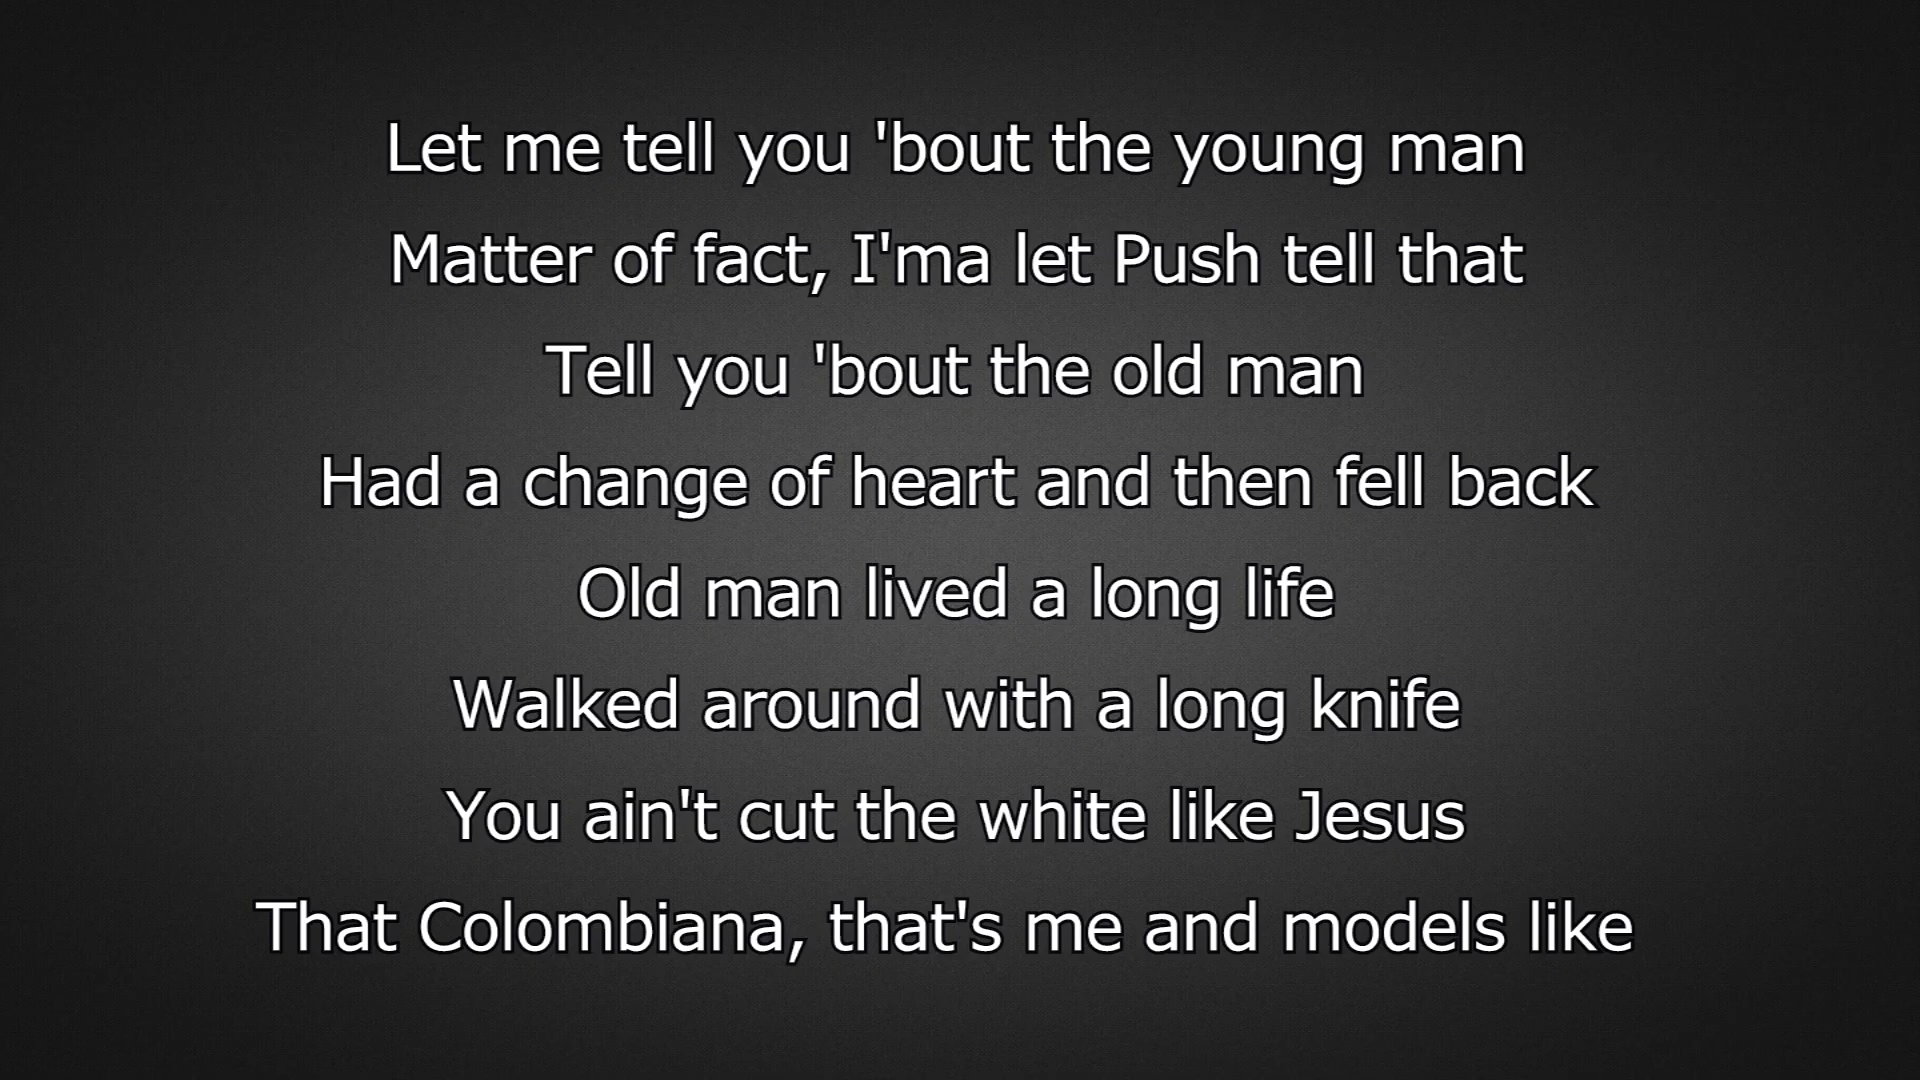 Let me tell you 'bout the young man
Matter of fact, I'ma let Push tell that
Tell you 'bout the old man
Had a change of heart and then fell back
Old man lived a long life
Walked around with a long knife
You ain't cut the white like Jesus
That Colombiana, that's me and models like